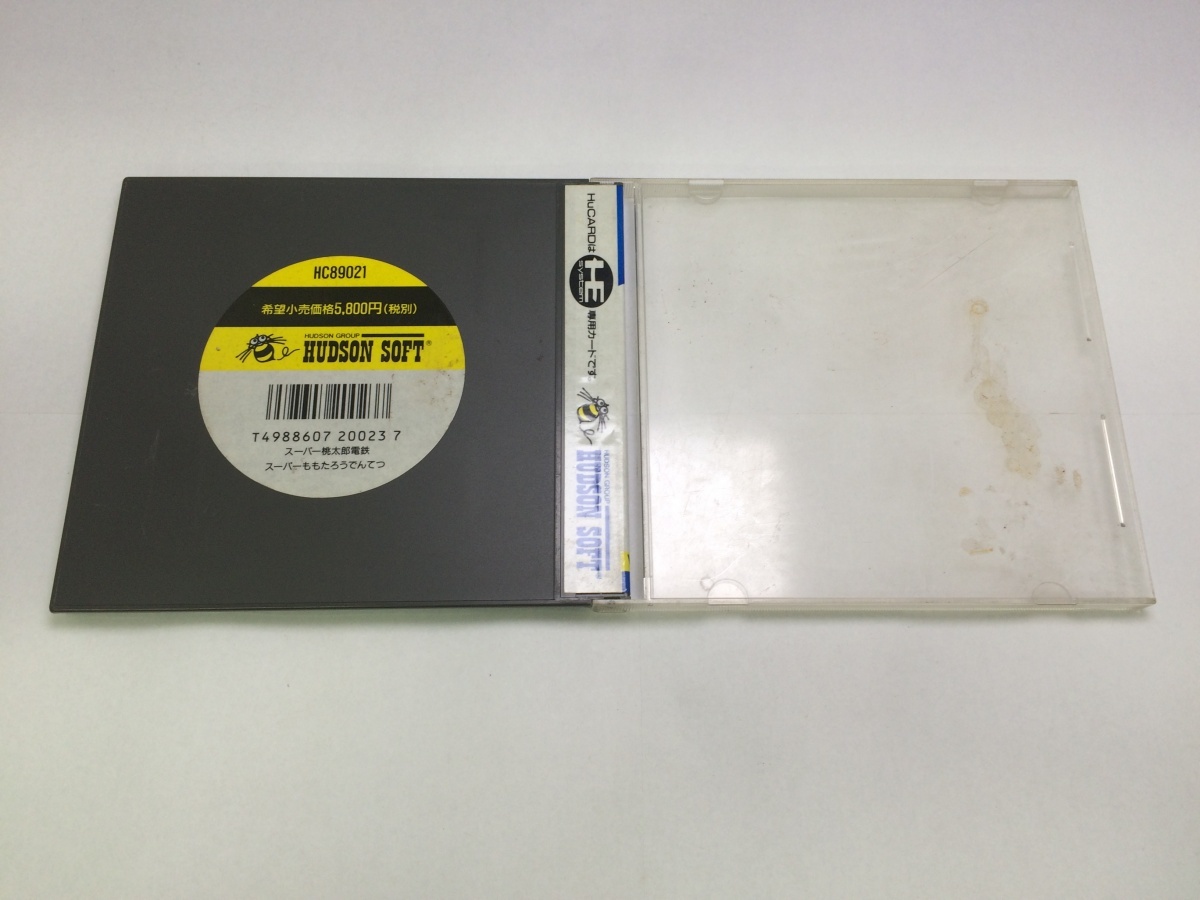 HC89021
希望小売価格5,800円(税別)
HUDSON GROUP
HUDSON SOFT®
T4988607 20023 7
スーパー桃太郎電鉄
スーパーももたろうでんてつ
HuCARDは
HE
SYSTEM
専用カードです
HUDSON GROUP
HUDSON SOFT